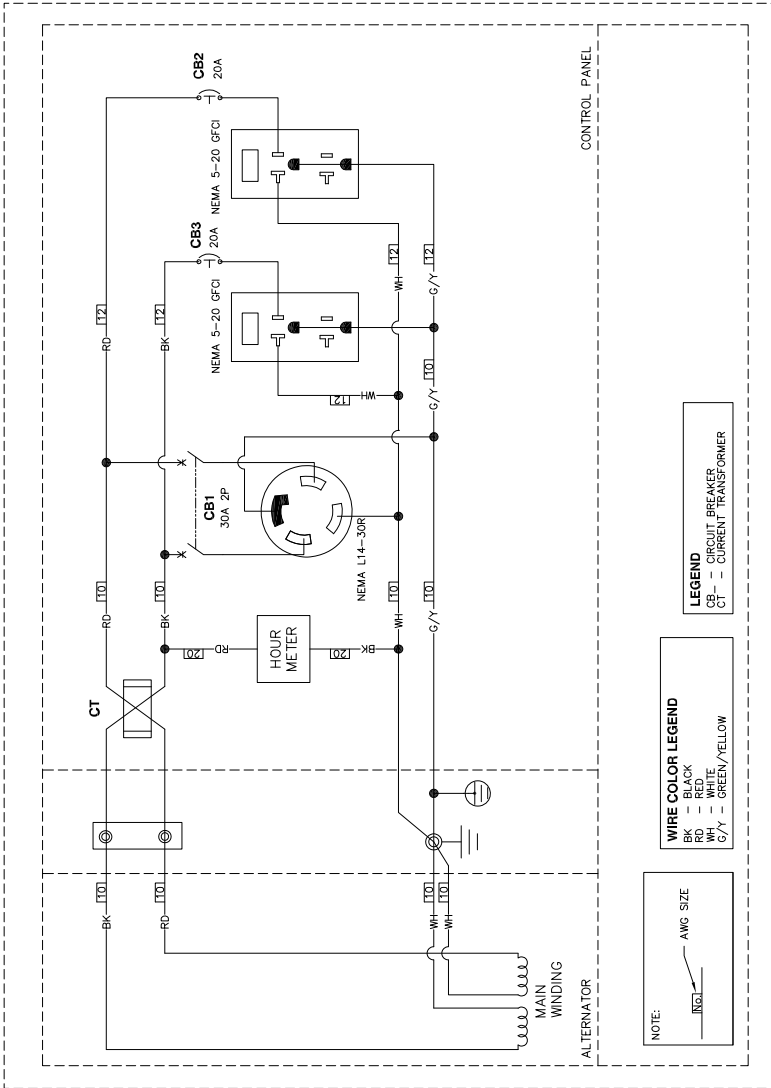 CB2
20A
NEMA 5-20 GFCI
CB3
20A
NEMA 5-20 GFCI
CONTROL PANEL
12
RD
12
BK
12
WH
12
G/Y
12
WH
10
G/Y
CB1
30A 2P
NEMA L14-30R
10
RD
10
BK
10
WH
10
G/Y
CT
20
RD
HOUR
METER
20
BK
10
BK
10
RD
10
WH
10
WH
MAIN
WINDING
ALTERNATOR
NOTE:
No.
AWG SIZE
WIRE COLOR LEGEND
BK - BLACK
RD - RED
WH - WHITE
G/Y - GREEN/YELLOW
LEGEND
CB - CIRCUIT BREAKER
CT - CURRENT TRANSFORMER